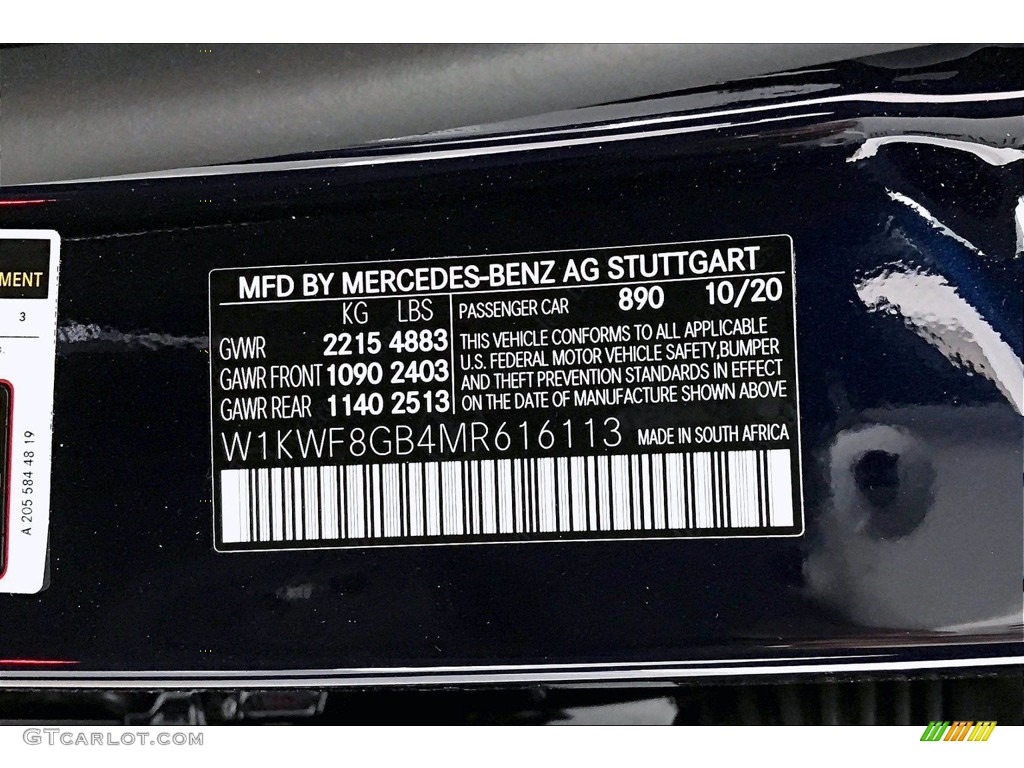 MFD BY MERCEDES-BENZ AG STUTTGART
KG LBS
GVWR 2215 4883
GAWR FRONT 1090 2403
GAWR REAR 1140 2513
PASSENGER CAR 890 10/20
THIS VEHICLE CONFORMS TO ALL APPLICABLE
U.S. FEDERAL MOTOR VEHICLE SAFETY,BUMPER
AND THEFT PREVENTION STANDARDS IN EFFECT
ON THE DATE OF MANUFACTURE SHOWN ABOVE
W1KWF8GB4MR616113 MADE IN SOUTH AFRICA
MENT
3
A 205 584 48 19
GTcarlot.com